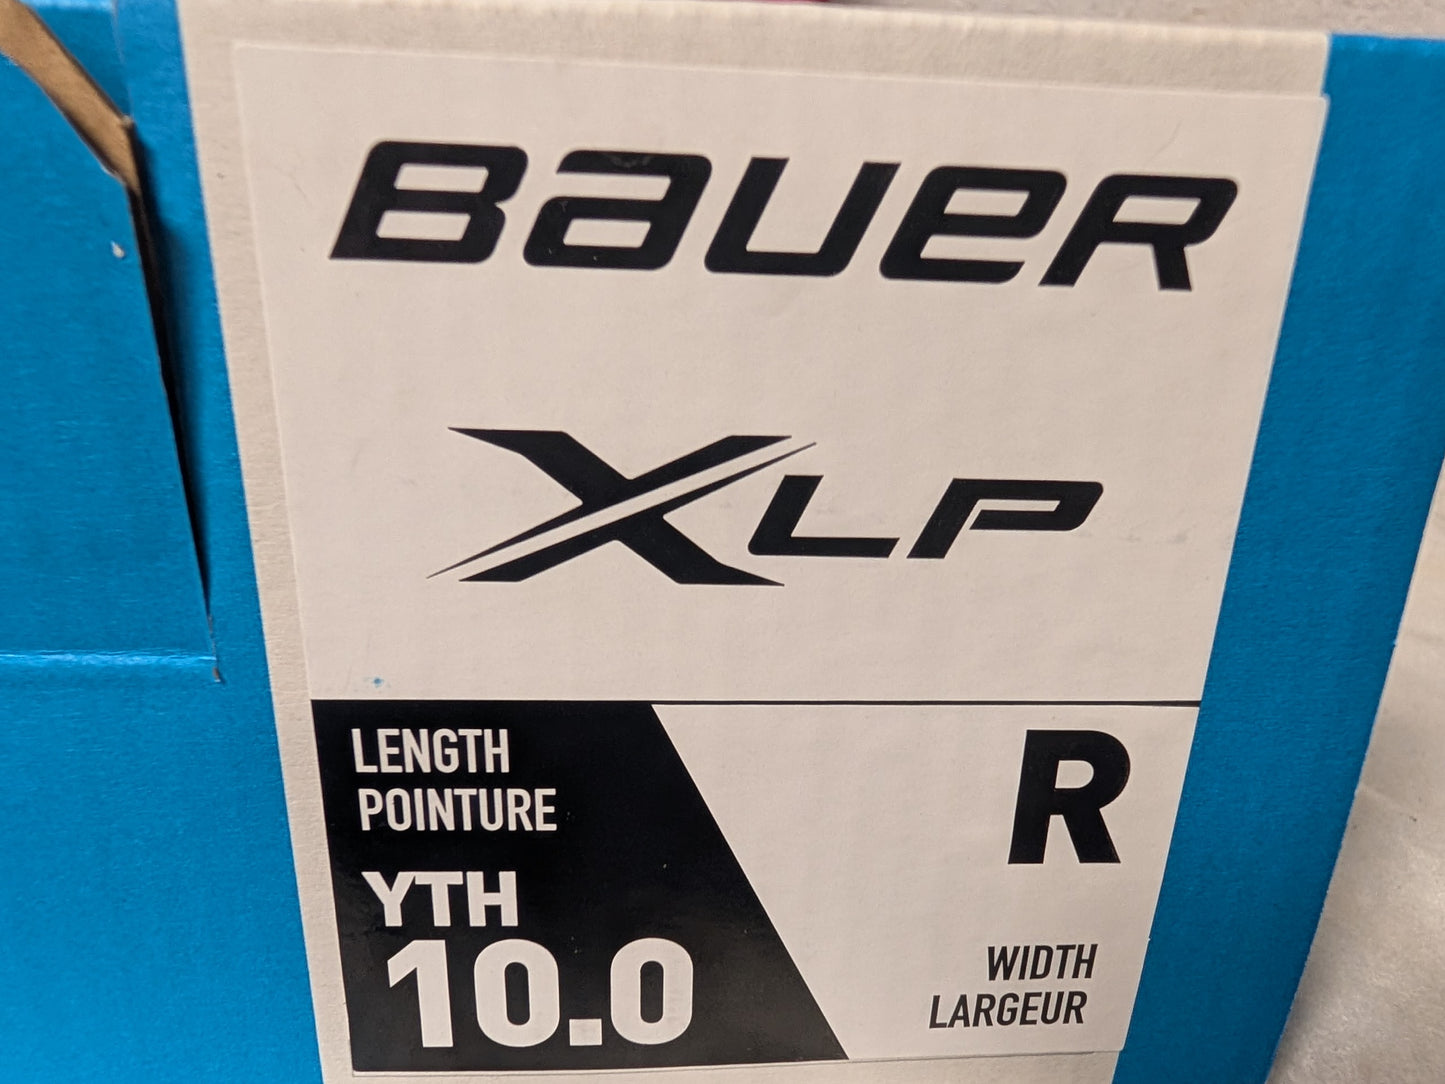 BAUER
XLP
LENGTH
POINTURE
YTH
10.0
R
WIDTH
LARGEUR